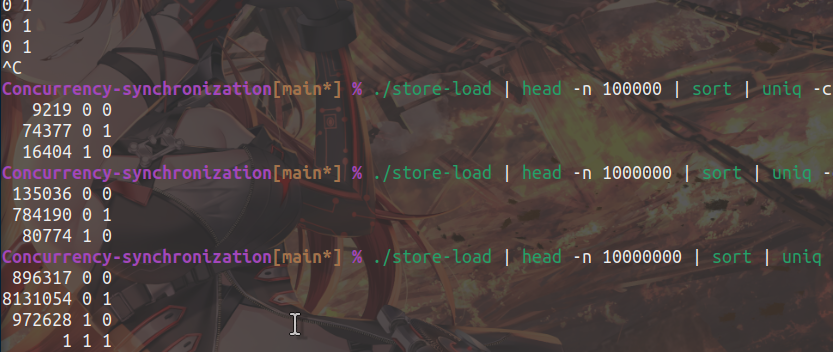 0 1
0 1
0 1
^C
Concurrency-synchronization[main*] % ./store-load | head -n 100000 | sort | uniq -c
9219 0 0
74377 0 1
16404 1 0
Concurrency-synchronization[main*] % ./store-load | head -n 1000000 | sort | uniq -
135036 0 0
784190 0 1
80774 1 0
Concurrency-synchronization[main*] % ./store-load | head -n 10000000 | sort | uniq
896317 0 0
8131054 0 1
972628 1 0
1 1 1